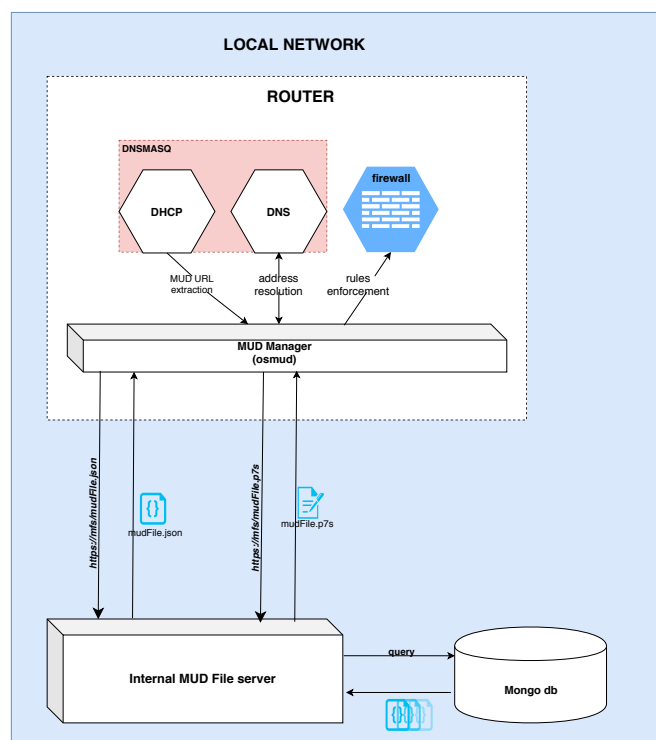 LOCAL NETWORK
ROUTER
DNSMASQ
DHCP
DNS
firewall
MUD URL
extraction
address
resolution
rules
enforcement
MUD Manager
(osmud)
https://mfs/mudFile.json
{}
mudFile.json
https://mfs/mudFile.p7s
mudFile.p7s
Internal MUD File server
query
Mongo db
{} {}